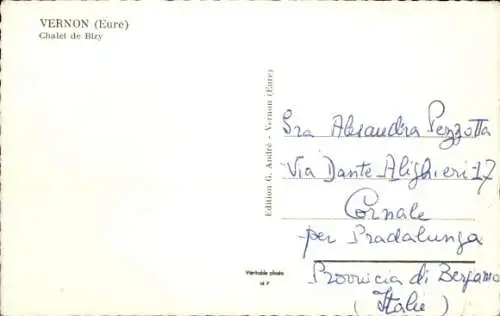 VERNON (Eure)
Chalet de Bizy
Edition G. André - Vernon (Eure)
Sra Alesandra Pezzotta
Via Dante Alighieri 17
Cornale
per Pradalunga
Provincia di Bergamo
(Italie)
Véritable photo